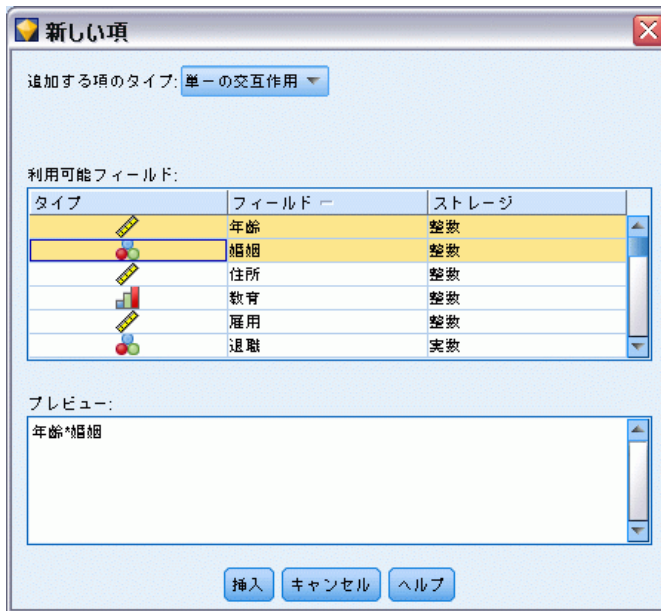 新しい項
追加する項のタイプ: 単一の交互作用
利用可能フィールド:
タイプ フィールド ストレージ
年齢 整数
婚姻 整数
住所 整数
教育 整数
雇用 整数
退職 実数
プレビュー:
年齢*婚姻
挿入 キャンセル ヘルプ